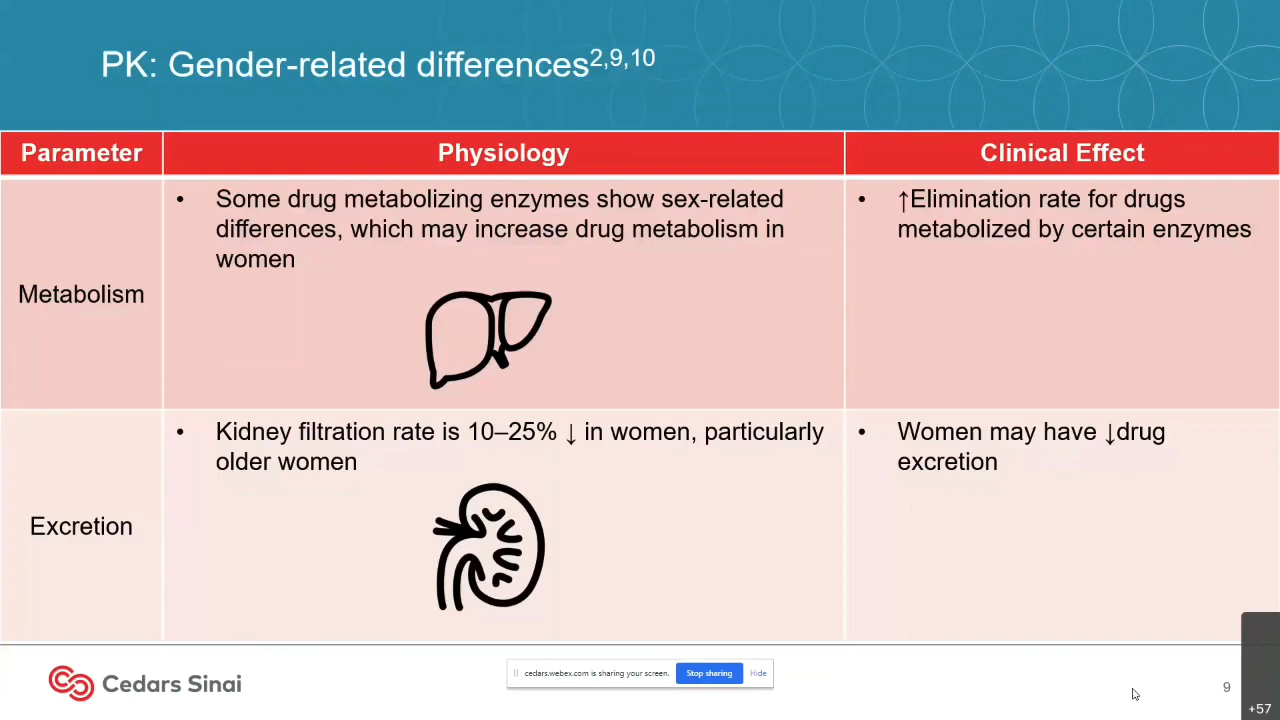 PK: Gender-related differences2,9,10
Parameter
Physiology
Clinical Effect
Metabolism
• Some drug metabolizing enzymes show sex-related
differences, which may increase drug metabolism in
women
• ↑Elimination rate for drugs
metabolized by certain enzymes
Excretion
• Kidney filtration rate is 10–25% ↓ in women, particularly
older women
• Women may have ↓drug
excretion
Cedars Sinai
cedars.webex.com is sharing your screen.
Stop sharing
Hide
9
+57